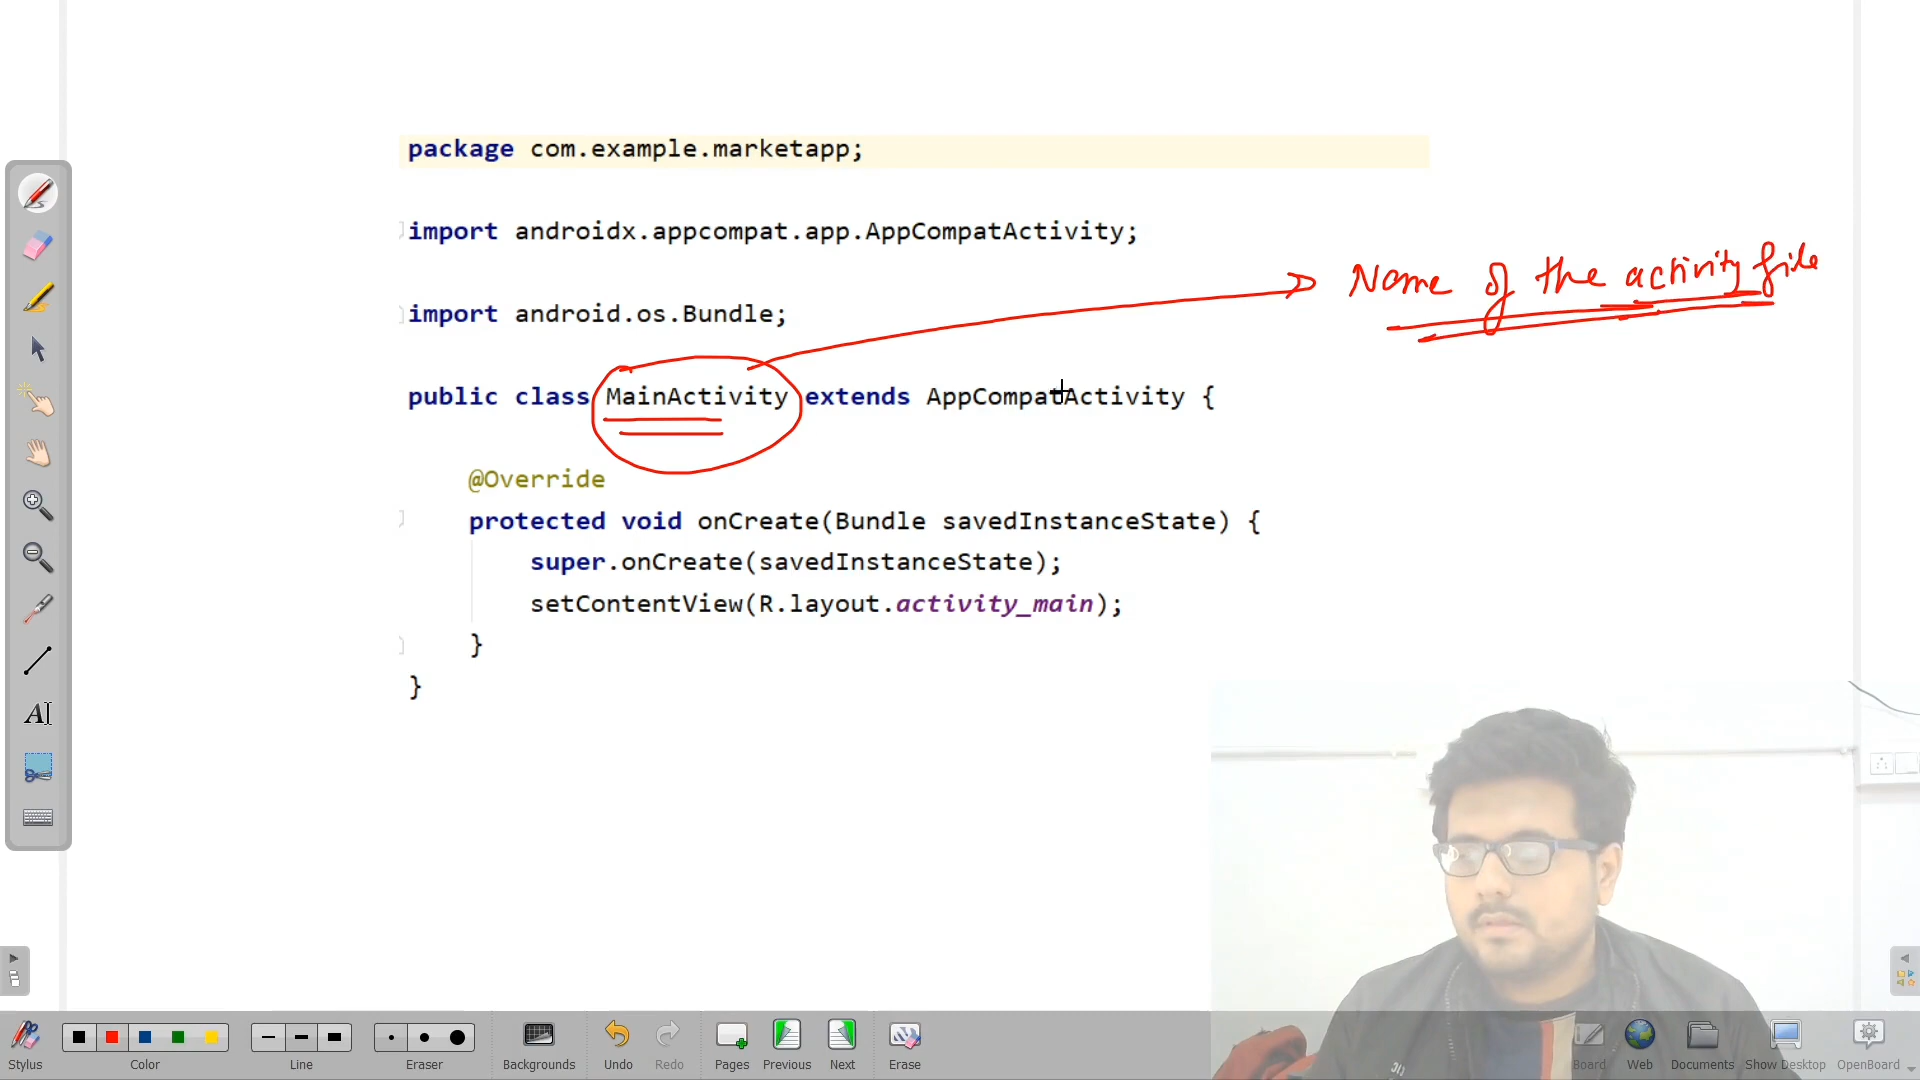 package com.example.marketapp;
import androidx.appcompat.app.AppCompatActivity;
Name of the activity file
import android.os.Bundle;
public class MainActivity extends AppCompatActivity {
@Override
protected void onCreate(Bundle savedInstanceState) {
super.onCreate(savedInstanceState);
setContentView(R.layout.activity_main);
}
}
Stylus Color Line Eraser Backgrounds Undo Redo Pages Previous Next Erase Board Web Documents Show Desktop OpenBoard